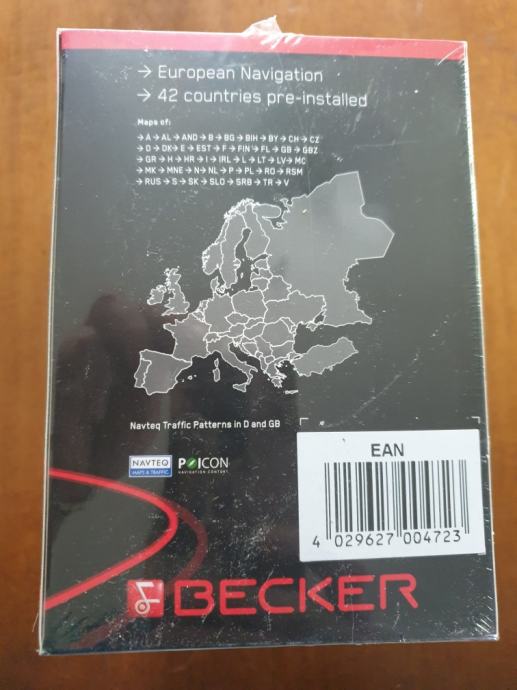 → European Navigation
→ 42 countries pre-installed
Maps of:
→ A → AL → AND → B → BG → BIH → BY → CH → CZ
→ D → DK → E → EST → F → FIN → FL → GB → GBZ
→ GR → H → HR → I → IRL → L → LT → LV → MC
→ MK → MNE → N → NL → P → PL → RO → RSM
→ RUS → S → SK → SLO → SRB → TR → V
Navteq Traffic Patterns in D and GB
NAVTEQ
MAPS & TRAFFIC
POICON
NAVIGATION CONTENT
EAN
4 029627 004723
BECKER